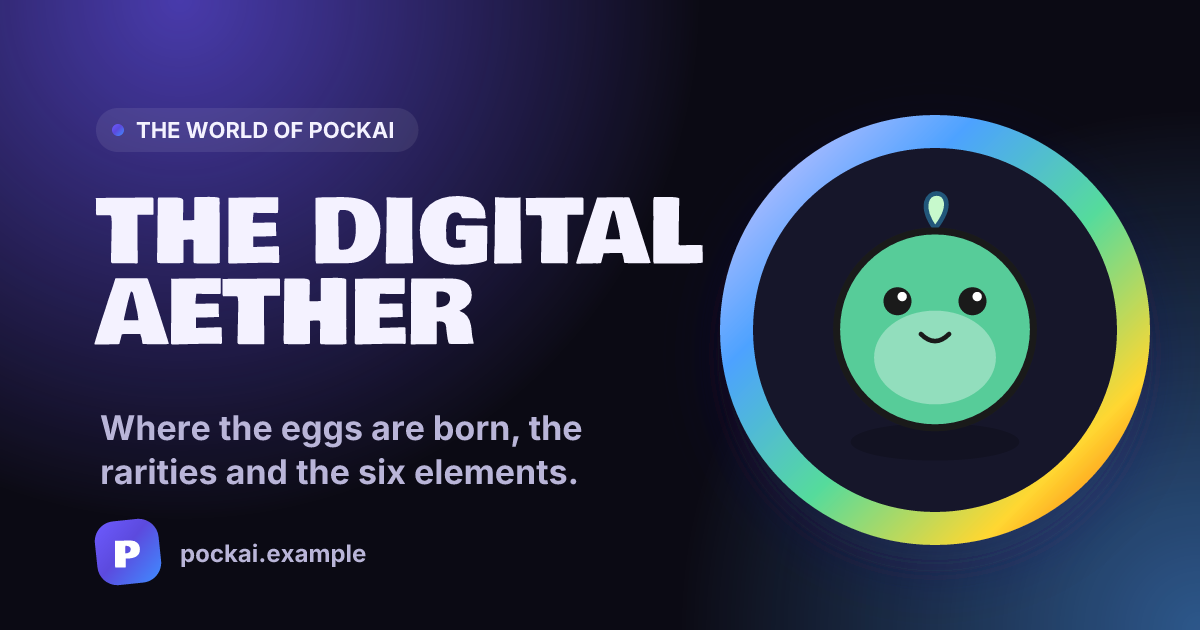 THE WORLD OF POCKAI
THE DIGITAL
AETHER
Where the eggs are born, the
rarities and the six elements.
P
pockai.example